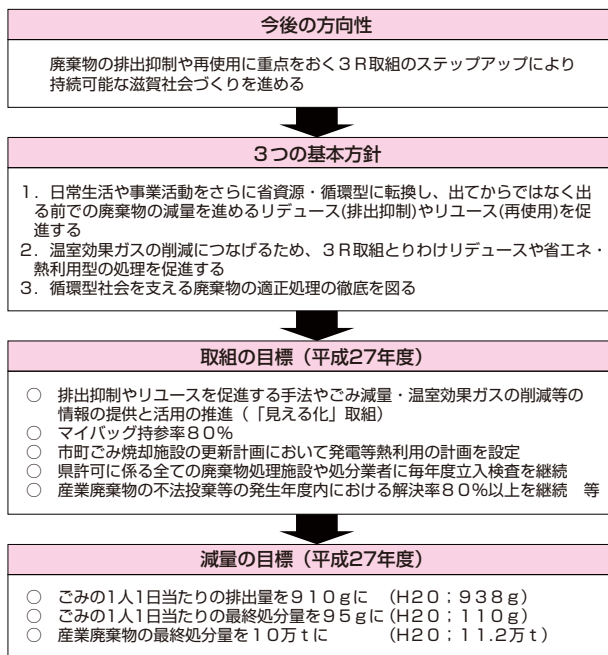 今後の方向性
廃棄物の排出抑制や再使用に重点をおく３Ｒ取組のステップアップにより
持続可能な滋賀社会づくりを進める
３つの基本方針
１．日常生活や事業活動をさらに省資源・循環型に転換し、出てからではなく出
る前での廃棄物の減量を進めるリデュース(排出抑制)やリユース(再使用)を促
進する
２．温室効果ガスの削減につなげるため、３Ｒ取組とりわけリデュースや省エネ・
熱利用型の処理を促進する
３．循環型社会を支える廃棄物の適正処理の徹底を図る
取組の目標（平成27年度）
○　排出抑制やリユースを促進する手法やごみ減量・温室効果ガスの削減等の
情報の提供と活用の推進（「見える化」取組）
○　マイバッグ持参率８０％
○　市町ごみ焼却施設の更新計画において発電等熱利用の計画を設定
○　県許可に係る全ての廃棄物処理施設や処分業者に毎年度立入検査を継続
○　産業廃棄物の不法投棄等の発生年度内における解決率８０％以上を継続　等
減量の目標（平成27年度）
○　ごみの1人1日当たりの排出量を９１０ｇに　（Ｈ２０；９３８ｇ）
○　ごみの1人1日当たりの最終処分量を９５ｇに（Ｈ２０；１１０ｇ）
○　産業廃棄物の最終処分量を１０万ｔに　（Ｈ２０；１１.２万ｔ）